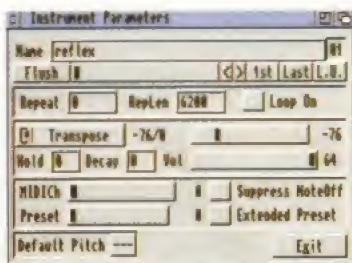 Instrument Parameters
Name reflex 01
Flush 0 < > 1st Last L.U.
Repeat 0 RepLen 6200 Loop On
Transpose -76/0 -76
Hold 0 Decay 0 Vol 64
MIDICh 0 Suppress NoteOff
Preset 0 Extended Preset
Default Pitch ---
Exit